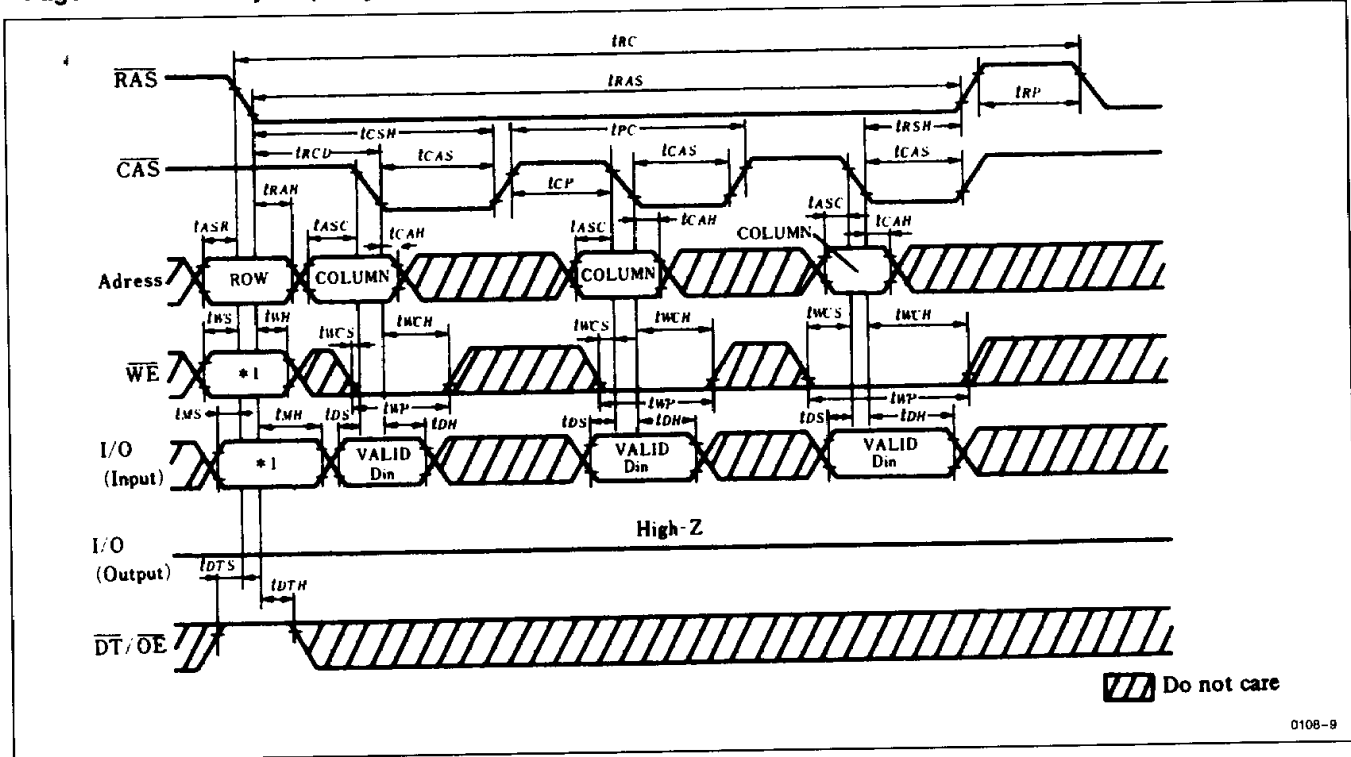 tRC
RAS
tRAS
tRP
tCSH
tPC
tRSH
tRCD
tCAS
tCAS
tCAS
CAS
tRAH
tCP
tASR
tASC
tCAH
tASC
tCAH
tASC
tCAH
COLUMN
Adress
ROW
COLUMN
COLUMN
tWS
tWH
tWCS
tWCH
tWCS
tWCH
tWCS
tWCH
WE
*1
tMS
tMH
tDS
tWP
tDH
tDS
tWP
tDH
tDS
tWP
tDH
I/O
(Input)
*1
VALID
Din
VALID
Din
VALID
Din
High-Z
I/O
(Output)
tDTS
tDTH
DT/OE
Do not care
0108-9